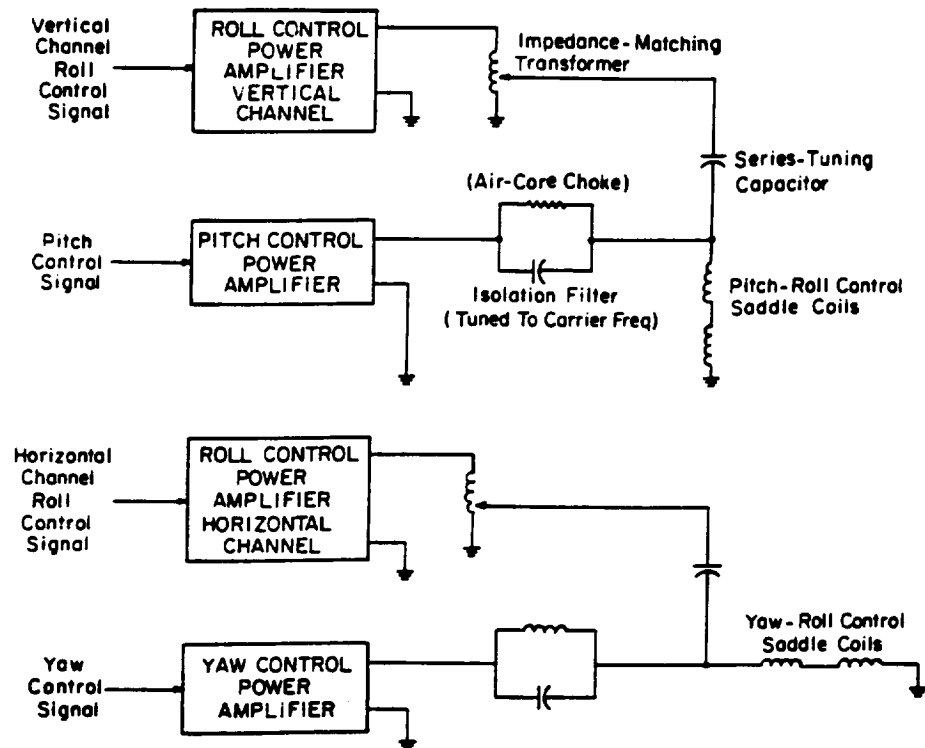 Vertical
Channel
Roll
Control
Signal
ROLL CONTROL
POWER
AMPLIFIER
VERTICAL
CHANNEL
Impedance-Matching
Transformer
Series-Tuning
Capacitor
(Air-Core Choke)
Pitch
Control
Signal
PITCH CONTROL
POWER
AMPLIFIER
Isolation Filter
(Tuned To Carrier Freq)
Pitch-Roll Control
Saddle Coils
Horizontal
Channel
Roll
Control
Signal
ROLL CONTROL
POWER
AMPLIFIER
HORIZONTAL
CHANNEL
Yaw-Roll Control
Saddle Coils
Yaw
Control
Signal
YAW CONTROL
POWER
AMPLIFIER